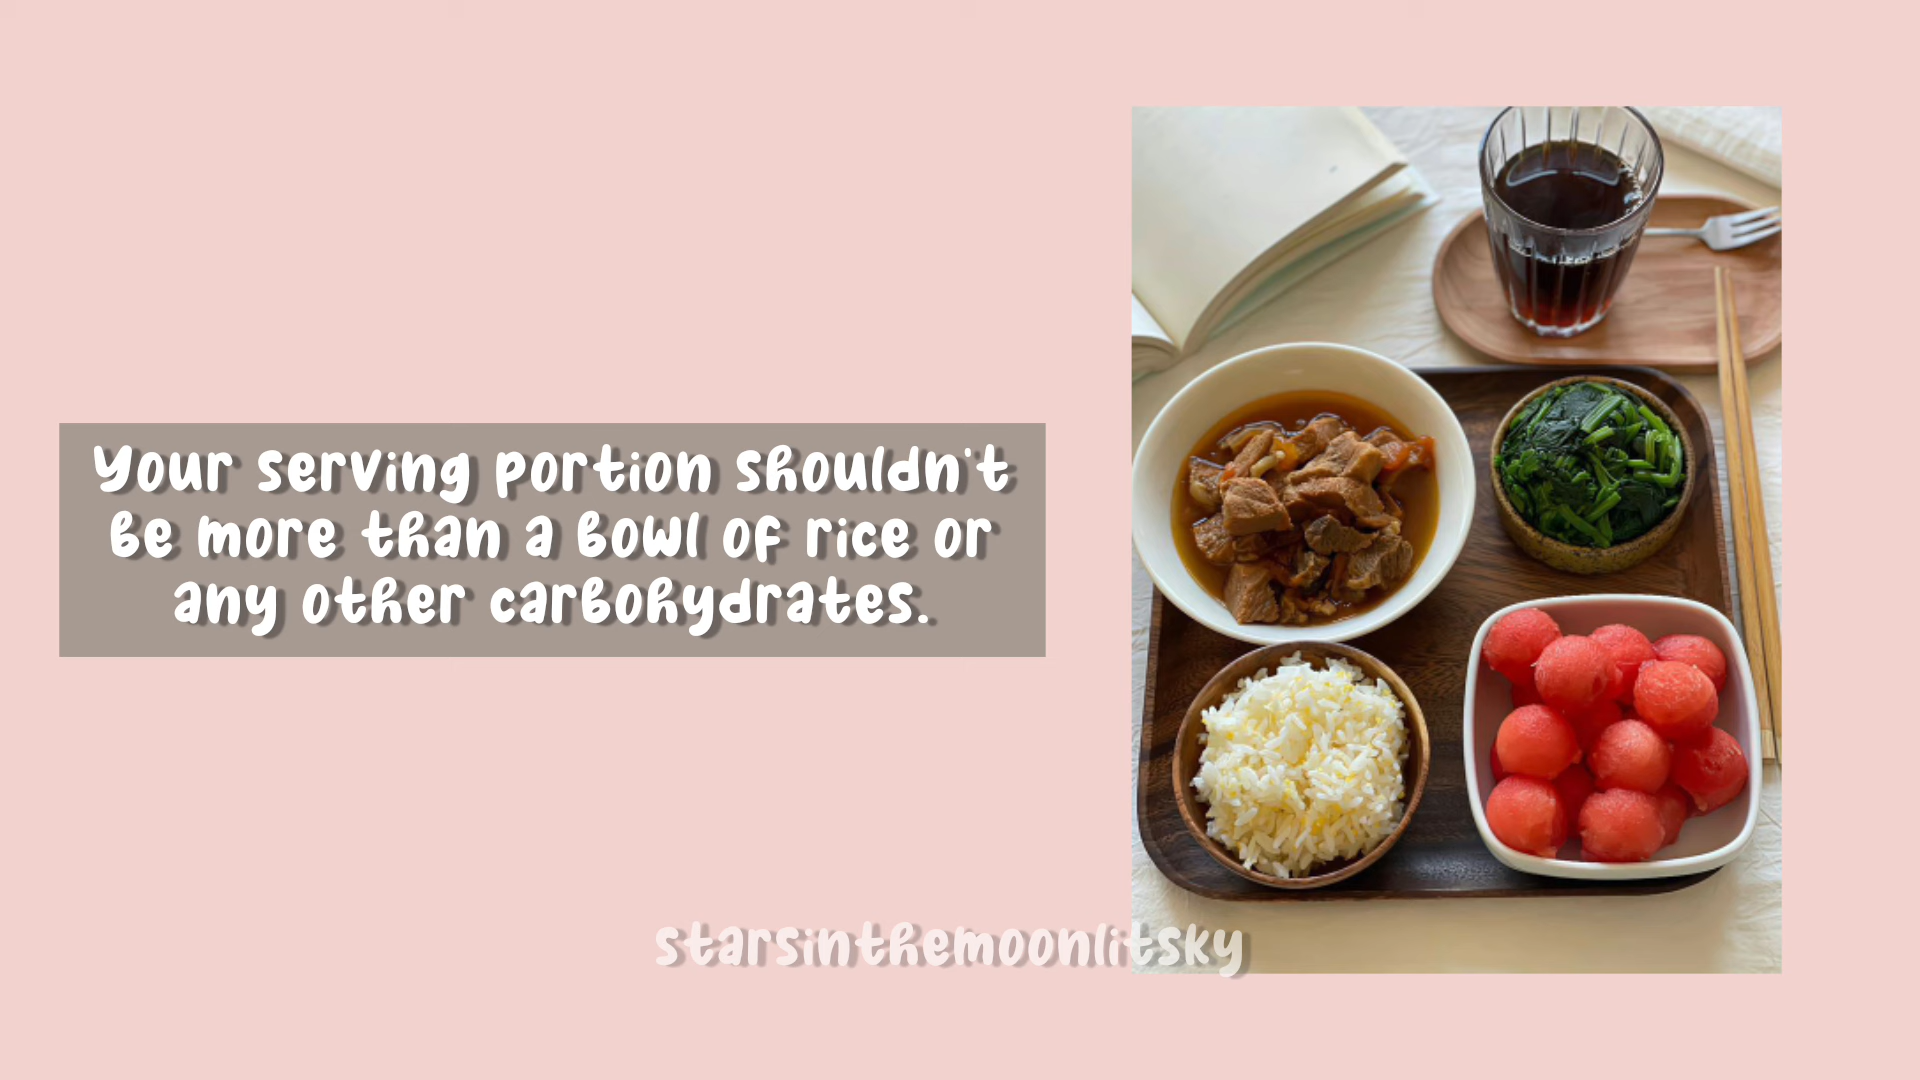 Your serving portion shouldn't
be more than a bowl of rice or
any other carbohydrates.
starsinthemoonlitsky